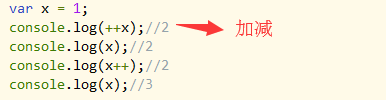 var x = 1;
console.log(++x);//2 加减
console.log(x);//2
console.log(x++);//2
console.log(x);//3